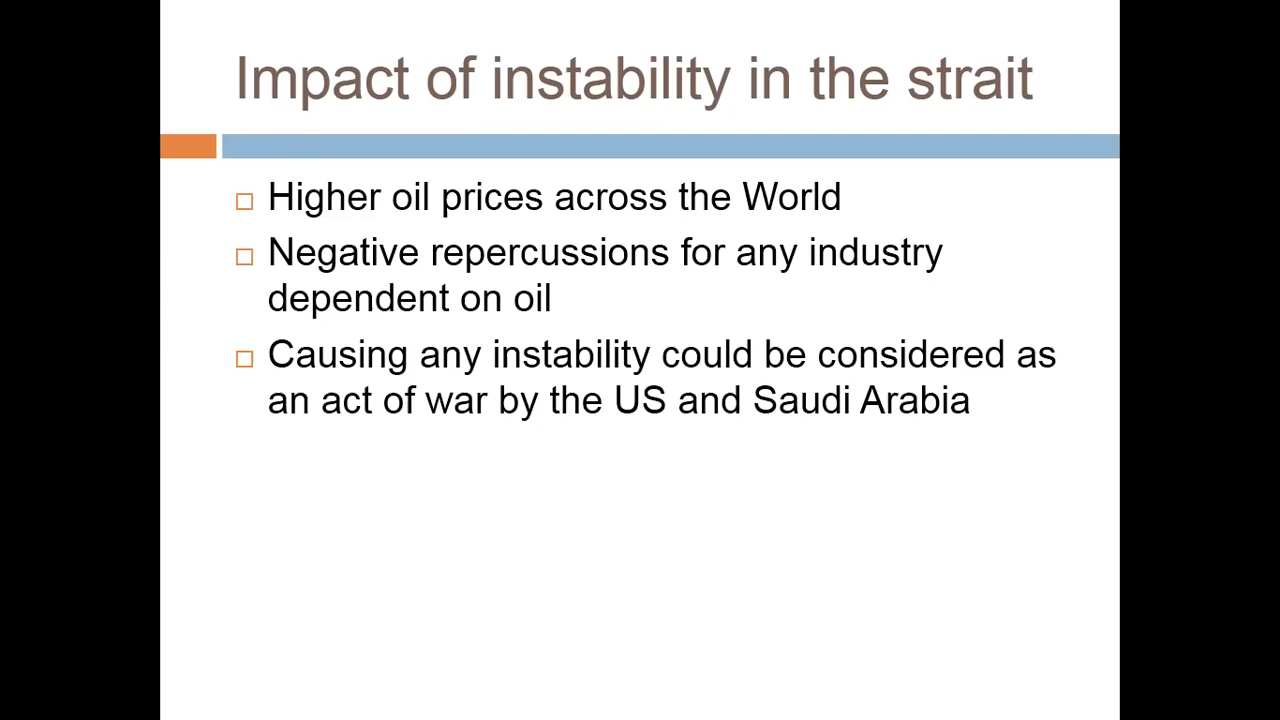 Impact of instability in the strait
Higher oil prices across the World
Negative repercussions for any industry
dependent on oil
Causing any instability could be considered as
an act of war by the US and Saudi Arabia